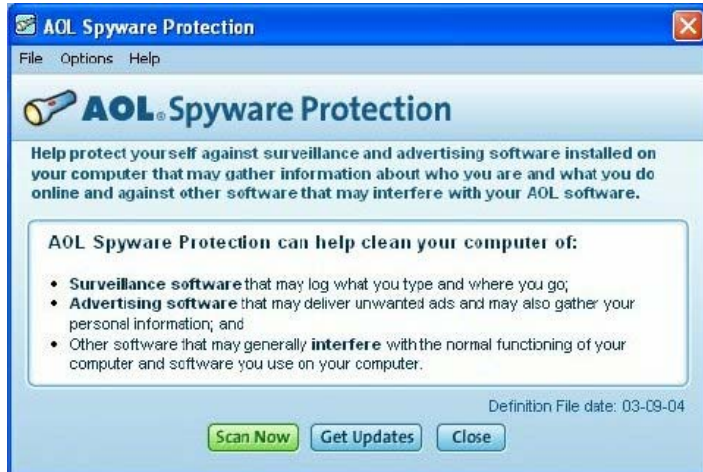 AOL Spyware Protection
File Options Help
AOL® Spyware Protection
Help protect yourself against surveillance and advertising software installed on
your computer that may gather information about who you are and what you do
online and against other software that may interfere with your AOL software.
AOL Spyware Protection can help clean your computer of:
• Surveillance software that may log what you type and where you go;
• Advertising software that may deliver unwanted ads and may also gather your
personal information; and
• Other software that may generally interfere with the normal functioning of your
computer and software you use on your computer.
Definition File date: 03-09-04
Scan Now Get Updates Close